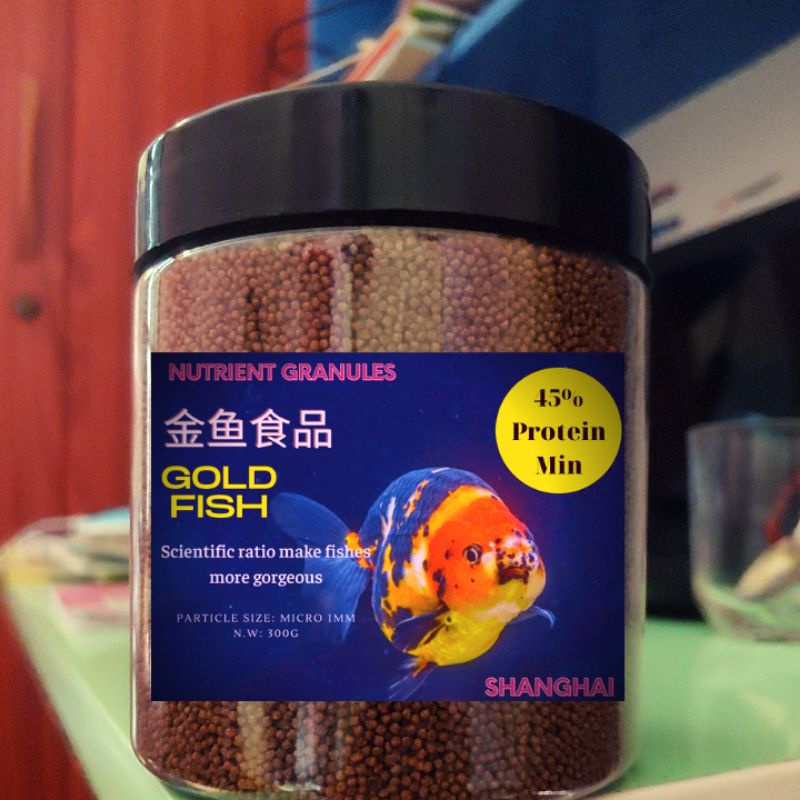 NUTRIENT GRANULES
金鱼食品
GOLD
FISH
45%
Protein
Min
Scientific ratio make fishes
more gorgeous
PARTICLE SIZE: MICRO 1MM
N.W: 300G
SHANGHAI